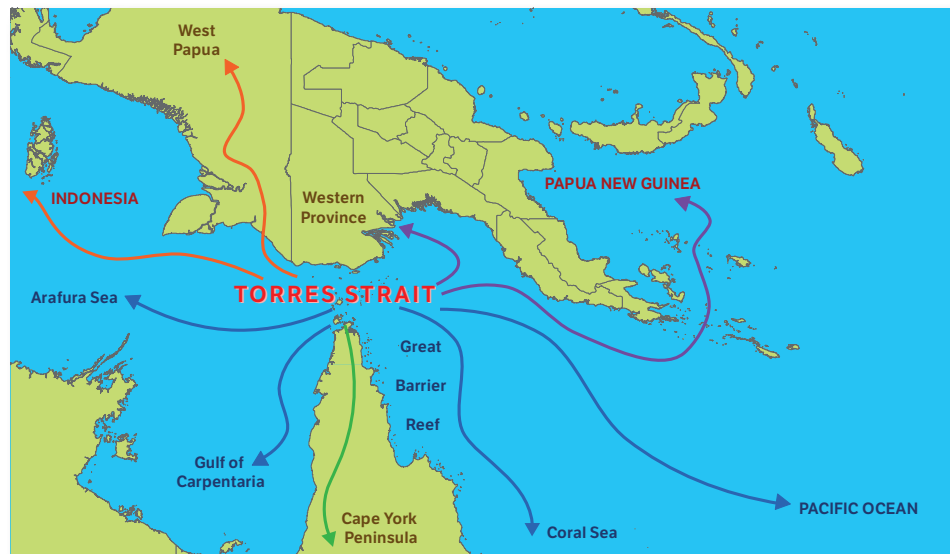 West
Papua
INDONESIA
Western
Province
PAPUA NEW GUINEA
TORRES STRAIT
Arafura Sea
Great
Barrier
Reef
Gulf of
Carpentaria
Cape York
Peninsula
Coral Sea
PACIFIC OCEAN